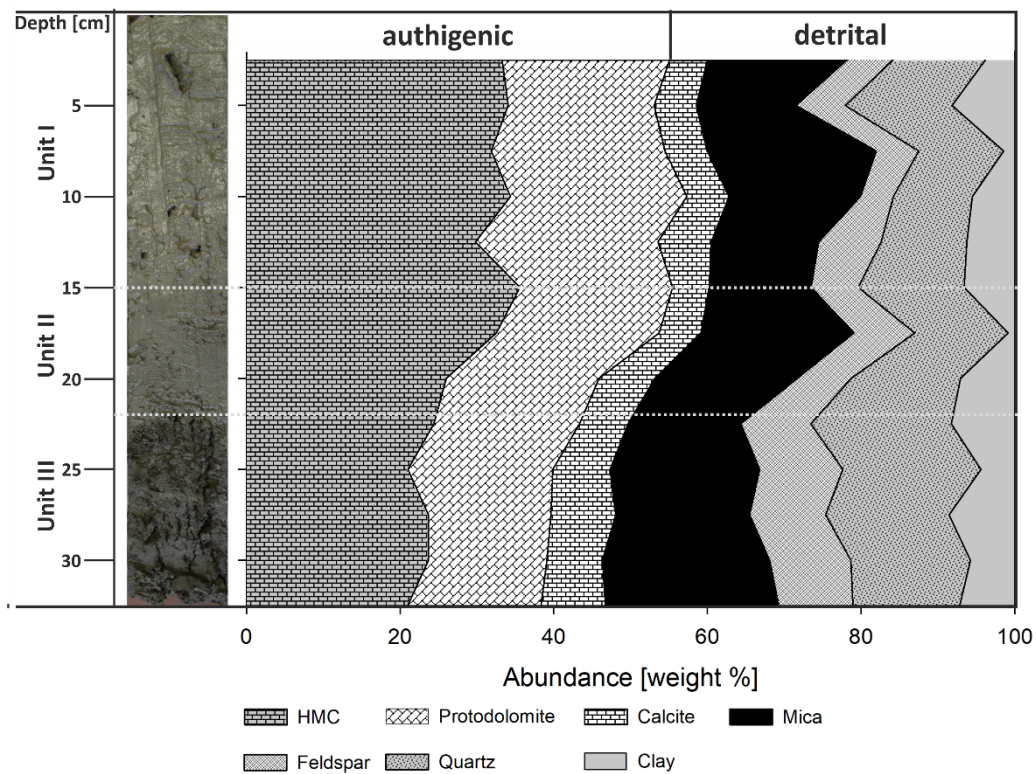 Depth [cm]
authigenic
detrital
5
Unit I
10
15
Unit II
20
25
Unit III
30
0
20
40
60
80
100
Abundance [weight %]
HMC
Protodolomite
Calcite
Mica
Feldspar
Quartz
Clay